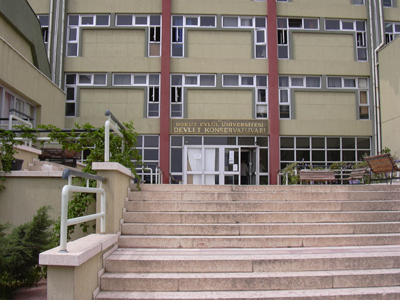 DOKUZ EYLÜL ÜNİVERSİTESİ
DEVLET KONSERVATUVARI